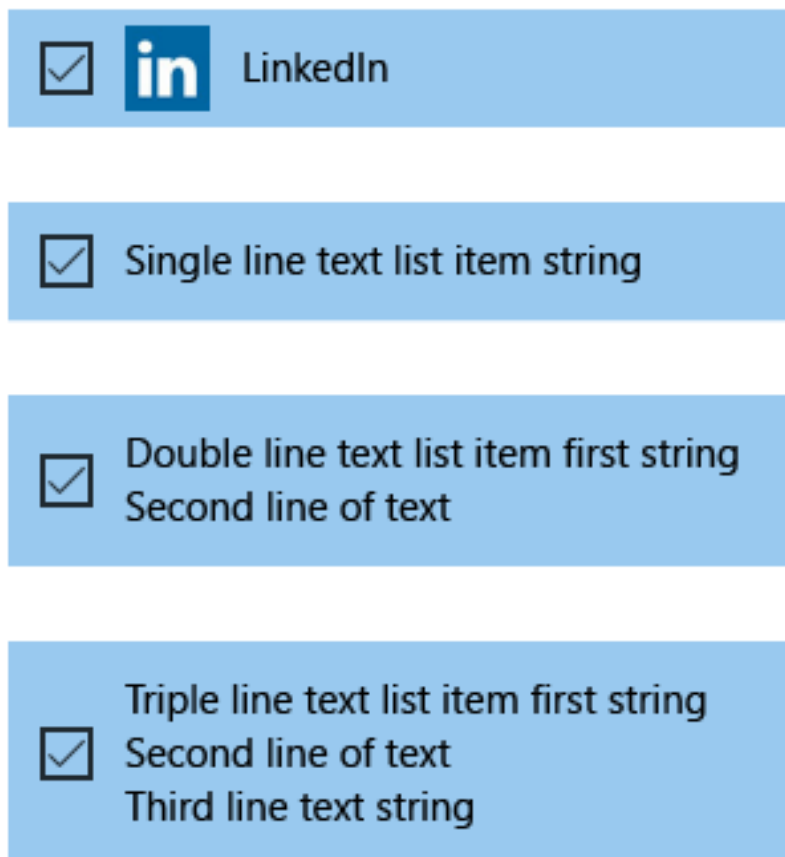 in LinkedIn
Single line text list item string
Double line text list item first string
Second line of text
Triple line text list item first string
Second line of text
Third line text string